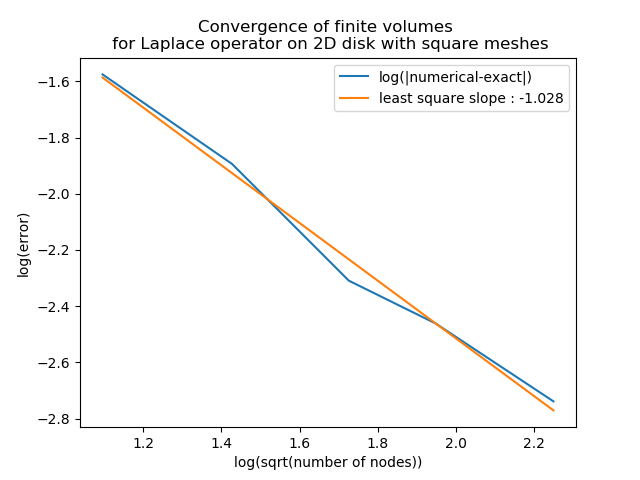 Convergence of finite volumes
for Laplace operator on 2D disk with square meshes
log(|numerical-exact|)
least square slope : -1.028
log(error)
−1.6
−1.8
−2.0
−2.2
−2.4
−2.6
−2.8
1.2 1.4 1.6 1.8 2.0 2.2
log(sqrt(number of nodes))